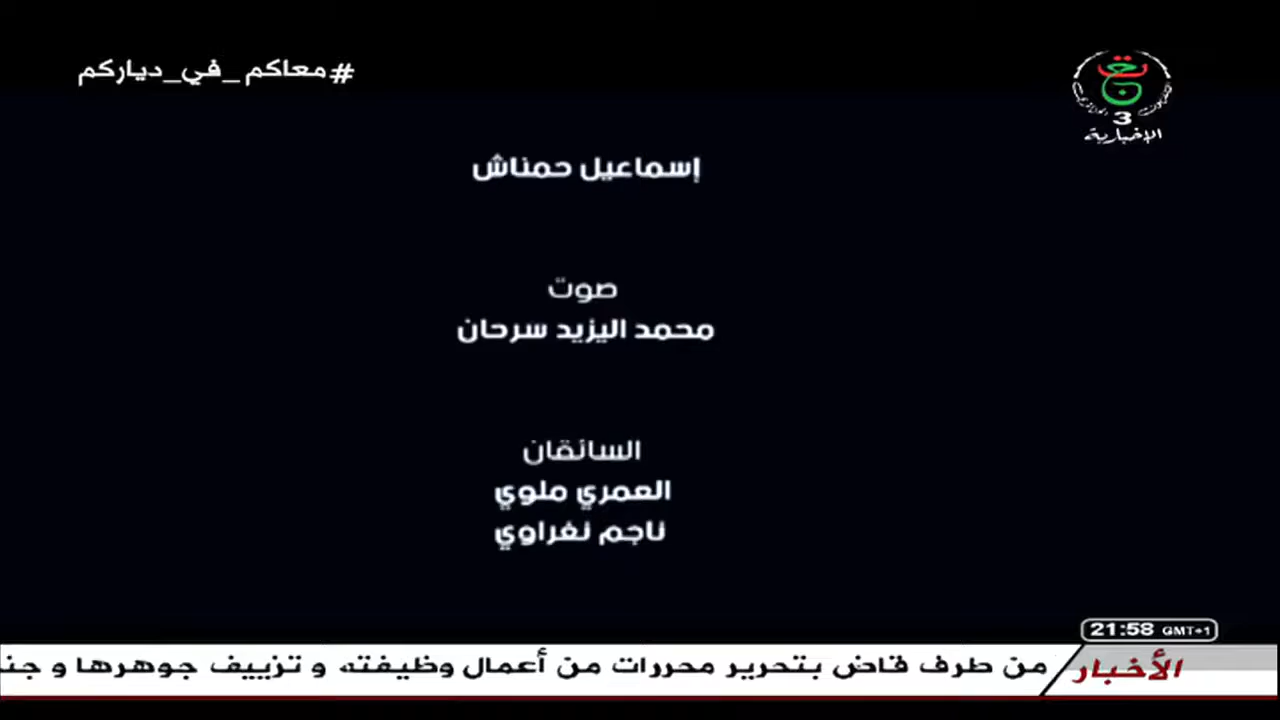 #معاكم_في_دياركم
3
الإخبارية
إسماعيل حمناش
صوت
محمد اليزيد سرحان
السائقان
العمري ملوي
ناجم نغراوي
21:58 GMT+1
الأخبار
من طرف قاض بتحرير محررات من أعمال وظيفته و تزييف جوهرها و جنـ